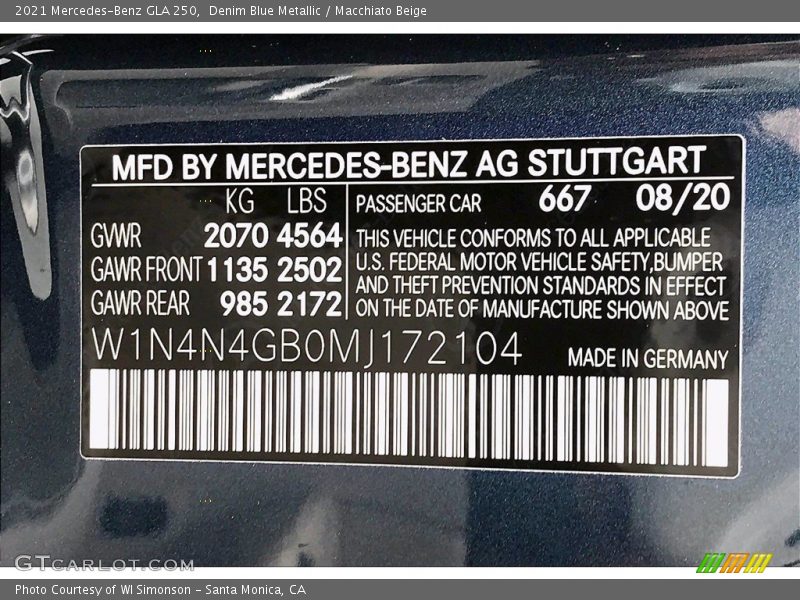 2021 Mercedes-Benz GLA 250,  Denim Blue Metallic / Macchiato Beige
MFD BY MERCEDES-BENZ AG STUTTGART
KG LBS
GWR 2070 4564
GAWR FRONT 1135 2502
GAWR REAR 985 2172
PASSENGER CAR 667 08/20
THIS VEHICLE CONFORMS TO ALL APPLICABLE
U.S. FEDERAL MOTOR VEHICLE SAFETY,BUMPER
AND THEFT PREVENTION STANDARDS IN EFFECT
ON THE DATE OF MANUFACTURE SHOWN ABOVE
W1N4N4GB0MJ172104 MADE IN GERMANY
GTCARLOT.COM
Photo Courtesy of WI Simonson - Santa Monica, CA